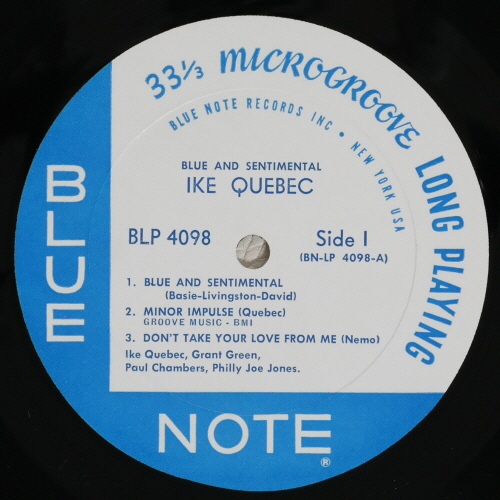 33⅓ MICROGROOVE LONG PLAYING
BLUE NOTE RECORDS INC • NEW YORK USA
BLUE AND SENTIMENTAL
IKE QUEBEC
BLP 4098
Side I
(BN-LP 4098-A)
1. BLUE AND SENTIMENTAL
(Basie-Livingston-David)
2. MINOR IMPULSE (Quebec)
GROOVE MUSIC - BMI
3. DON'T TAKE YOUR LOVE FROM ME (Nemo)
Ike Quebec, Grant Green,
Paul Chambers, Philly Joe Jones.
BLUE
NOTE
®